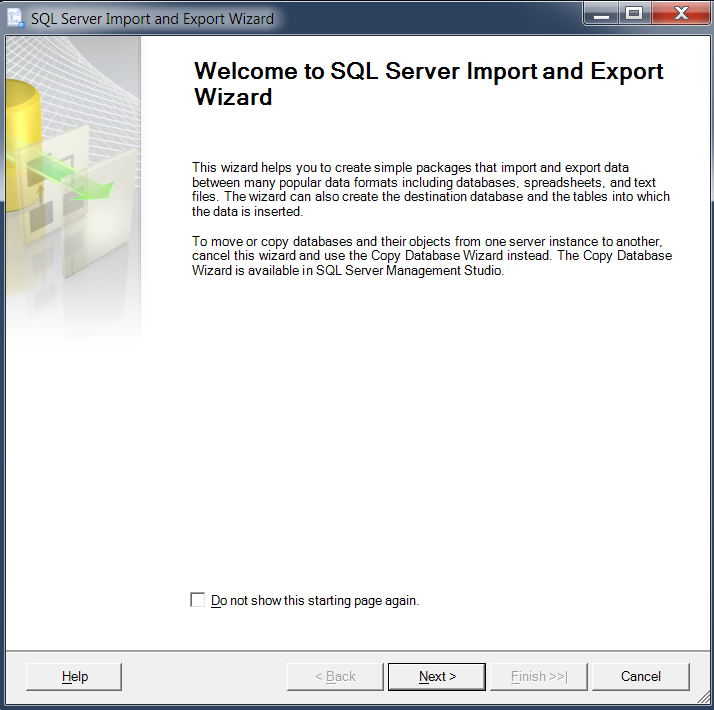 SQL Server Import and Export Wizard
Welcome to SQL Server Import and Export
Wizard
This wizard helps you to create simple packages that import and export data
between many popular data formats including databases, spreadsheets, and text
files. The wizard can also create the destination database and the tables into which
the data is inserted.
To move or copy databases and their objects from one server instance to another,
cancel this wizard and use the Copy Database Wizard instead. The Copy Database
Wizard is available in SQL Server Management Studio.
Do not show this starting page again.
Help
< Back
Next >
Finish >>|
Cancel